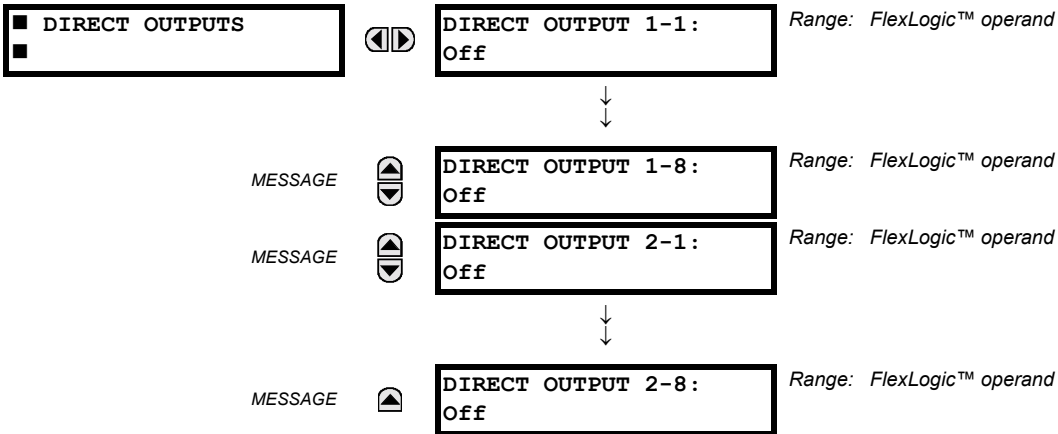 ■ DIRECT OUTPUTS
■
DIRECT OUTPUT 1-1:
Off
Range: FlexLogic™ operand
↓
↓
MESSAGE
DIRECT OUTPUT 1-8:
Off
Range: FlexLogic™ operand
MESSAGE
DIRECT OUTPUT 2-1:
Off
Range: FlexLogic™ operand
↓
↓
MESSAGE
DIRECT OUTPUT 2-8:
Off
Range: FlexLogic™ operand